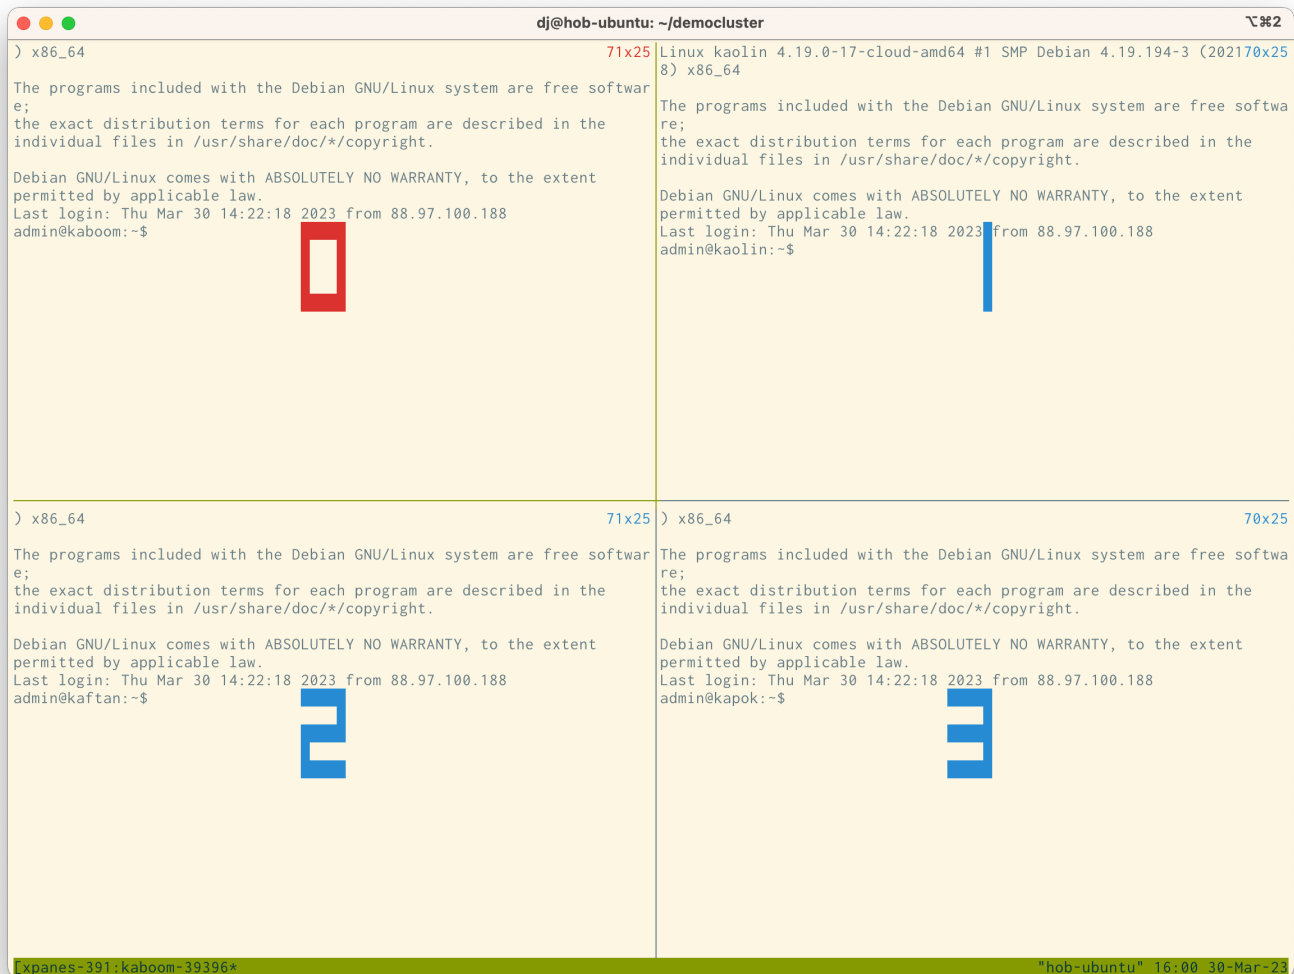 dj@hob-ubuntu: ~/democluster
⌥⌘2
) x86_64 71x25
The programs included with the Debian GNU/Linux system are free softwar
e;
the exact distribution terms for each program are described in the
individual files in /usr/share/doc/*/copyright.
Debian GNU/Linux comes with ABSOLUTELY NO WARRANTY, to the extent
permitted by applicable law.
Last login: Thu Mar 30 14:22:18 2023 from 88.97.100.188
admin@kaboom:~$
0
Linux kaolin 4.19.0-17-cloud-amd64 #1 SMP Debian 4.19.194-3 (202170x25
8) x86_64
The programs included with the Debian GNU/Linux system are free softwa
re;
the exact distribution terms for each program are described in the
individual files in /usr/share/doc/*/copyright.
Debian GNU/Linux comes with ABSOLUTELY NO WARRANTY, to the extent
permitted by applicable law.
Last login: Thu Mar 30 14:22:18 2023 from 88.97.100.188
admin@kaolin:~$
1
) x86_64 71x25
The programs included with the Debian GNU/Linux system are free softwar
e;
the exact distribution terms for each program are described in the
individual files in /usr/share/doc/*/copyright.
Debian GNU/Linux comes with ABSOLUTELY NO WARRANTY, to the extent
permitted by applicable law.
Last login: Thu Mar 30 14:22:18 2023 from 88.97.100.188
admin@kaftan:~$
2
) x86_64 70x25
The programs included with the Debian GNU/Linux system are free softwa
re;
the exact distribution terms for each program are described in the
individual files in /usr/share/doc/*/copyright.
Debian GNU/Linux comes with ABSOLUTELY NO WARRANTY, to the extent
permitted by applicable law.
Last login: Thu Mar 30 14:22:18 2023 from 88.97.100.188
admin@kapok:~$
3
[xpanes-391:kaboom-39396* "hob-ubuntu" 16:00 30-Mar-23